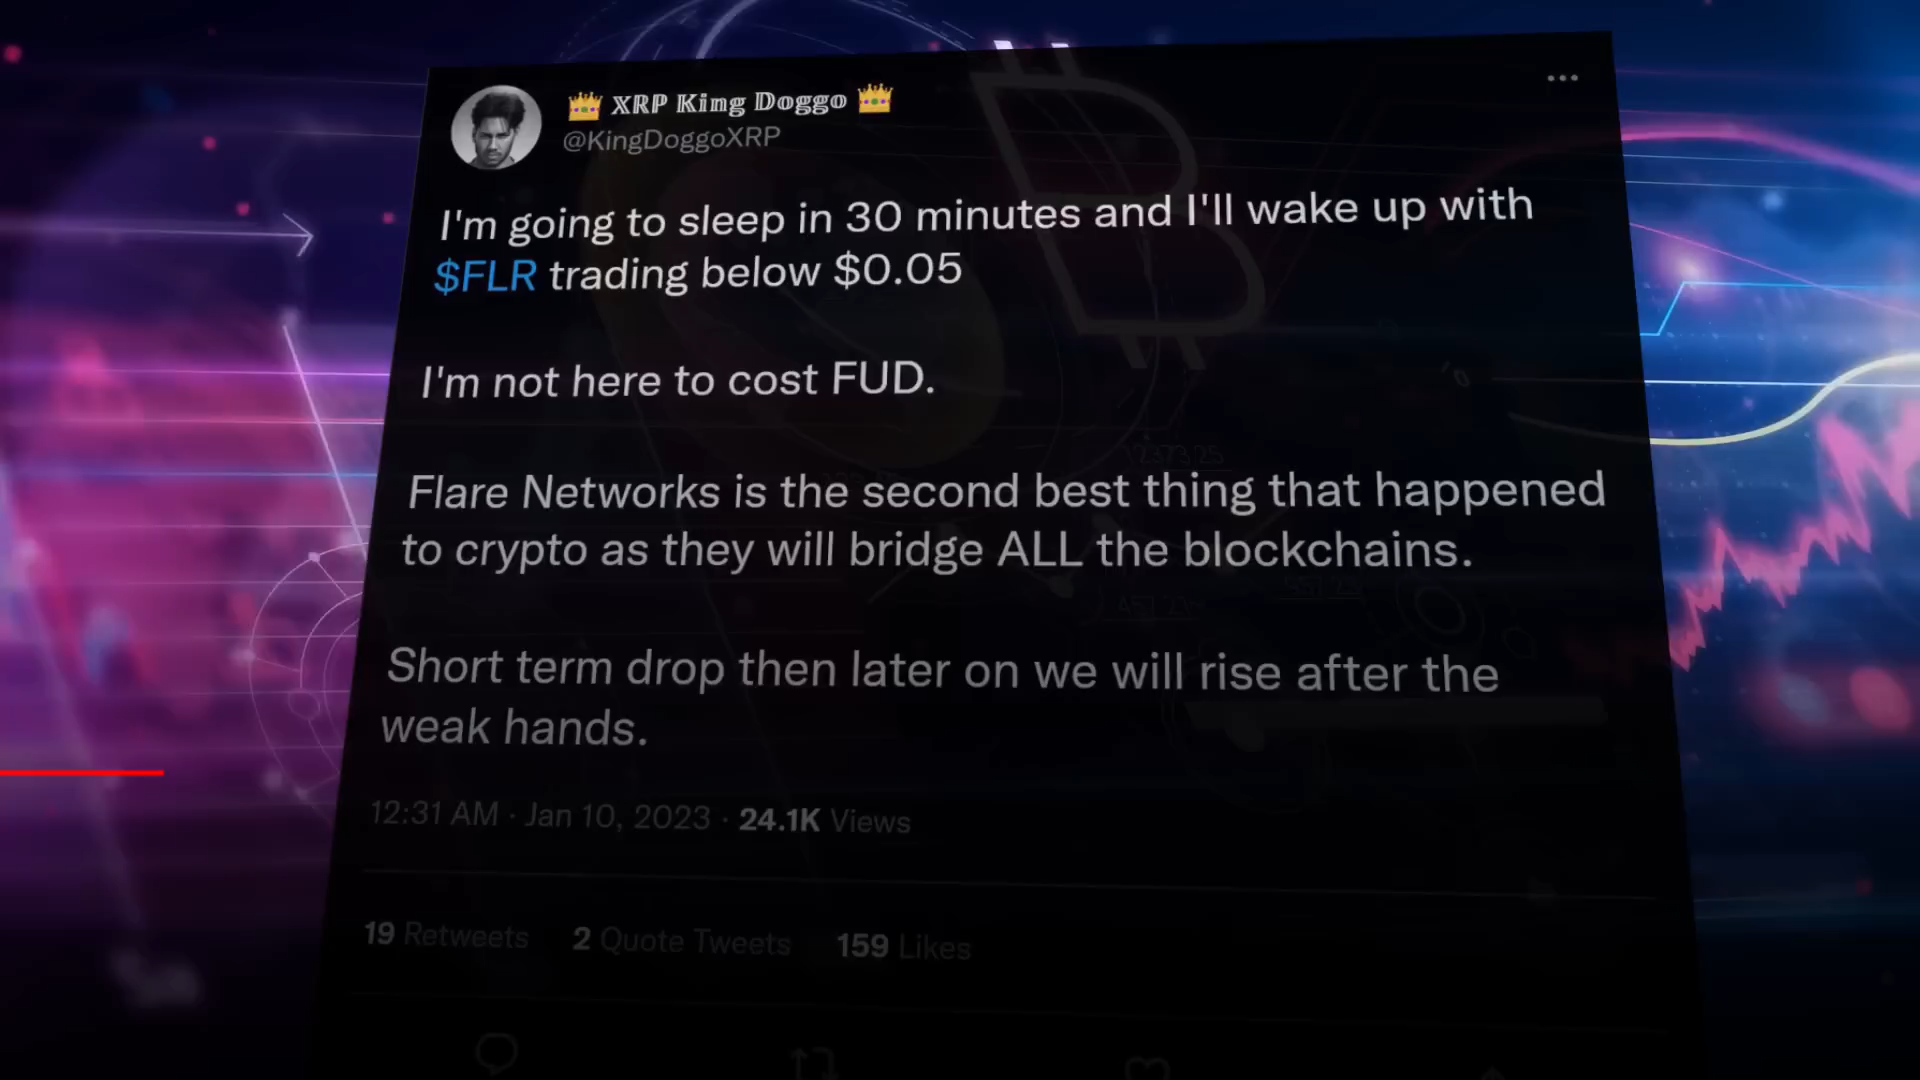 👑 XRP King Doggo 👑
@KingDoggoXRP
I'm going to sleep in 30 minutes and I'll wake up with
$FLR trading below $0.05
I'm not here to cost FUD.
Flare Networks is the second best thing that happened
to crypto as they will bridge ALL the blockchains.
Short term drop then later on we will rise after the
weak hands.
12:31 AM · Jan 10, 2023 · 24.1K Views
19 Retweets 2 Quote Tweets 159 Likes